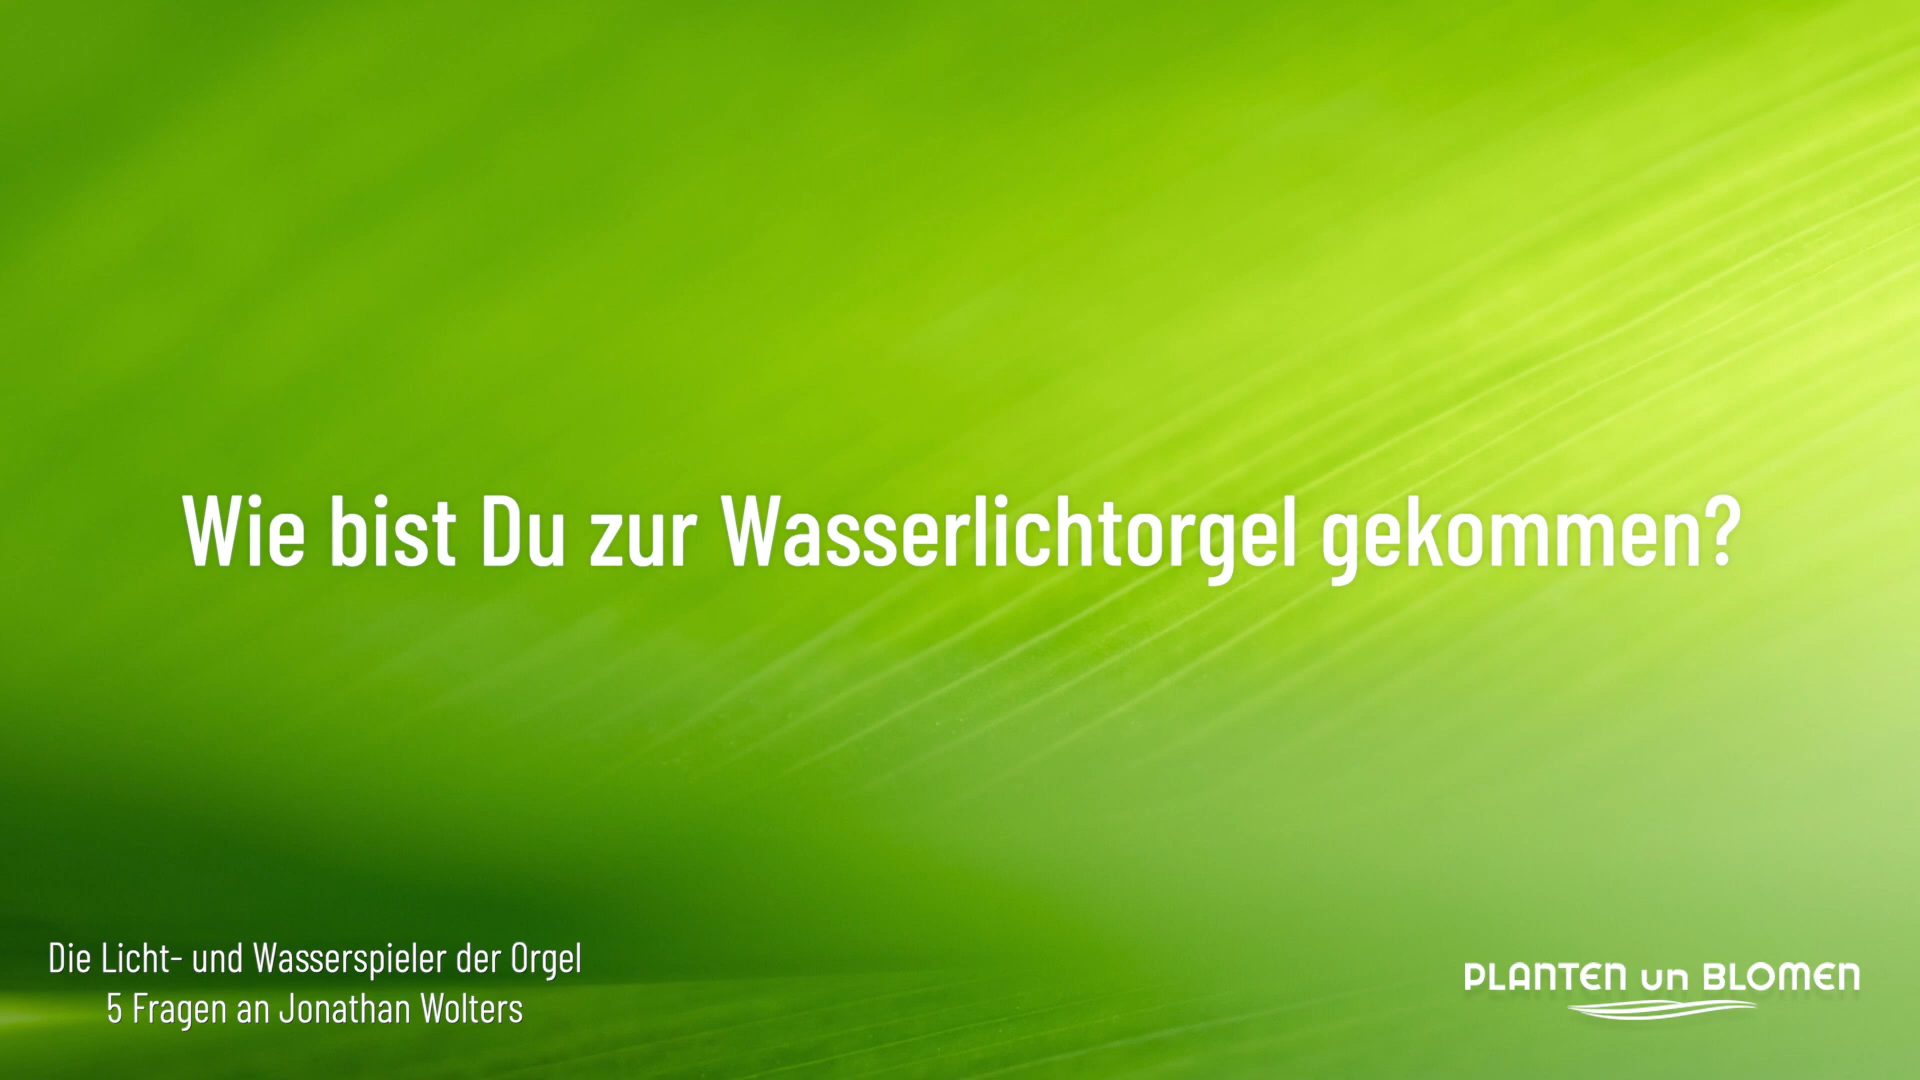 Wie bist Du zur Wasserlichtorgel gekommen?
Die Licht- und Wasserspieler der Orgel
5 Fragen an Jonathan Wolters
PLANTEN un BLOMEN